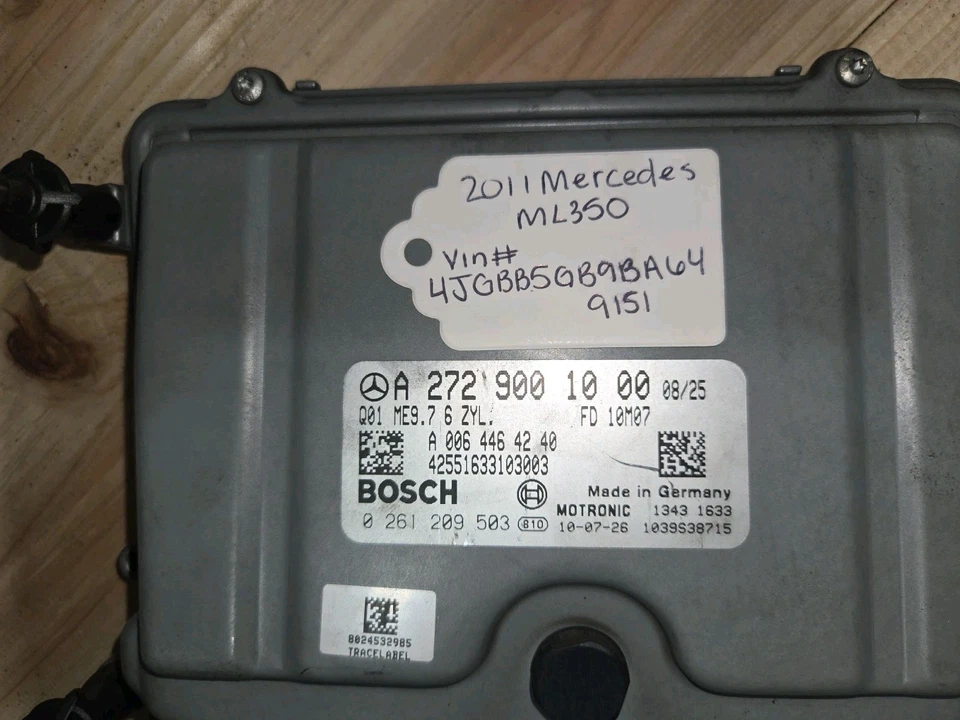 2011 Mercedes
ML350
Vin#
4JGBB5GB9BA64
9151
A 272 900 10 00 08/25
Q01 ME9.7 6 ZYL. FD 10M07
A 006 446 42 40
42551633103003
BOSCH Made in Germany
MOTRONIC 1343 1633
0 261 209 503 810 10-07-26 1039S38715
8024532985
TRACELABEL